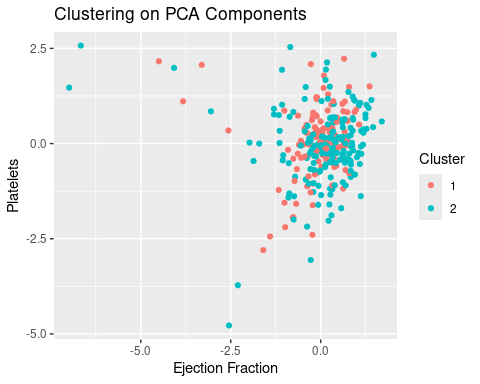 Clustering on PCA Components
2.5
0.0
-2.5
-5.0
Platelets
-5.0 -2.5 0.0
Ejection Fraction
Cluster
1
2